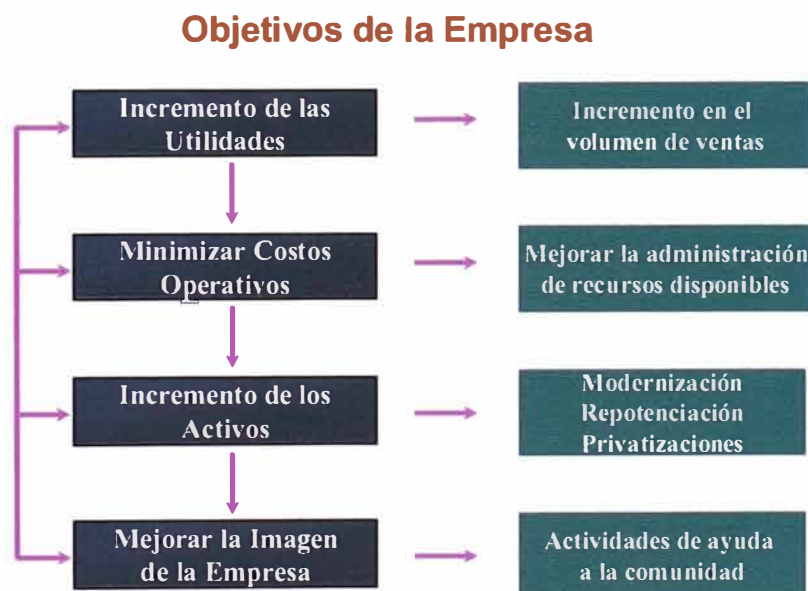 Objetivos de la Empresa
Incremento de las
Utilidades
Incremento en el
volumen de ventas
Minimizar Costos
Operativos
Mejorar la administración
de recursos disponibles
Incremento de los
Activos
Modernización
Repotenciación
Privatizaciones
Mejorar la Imagen
de la Empresa
Actividades de ayuda
a la comunidad